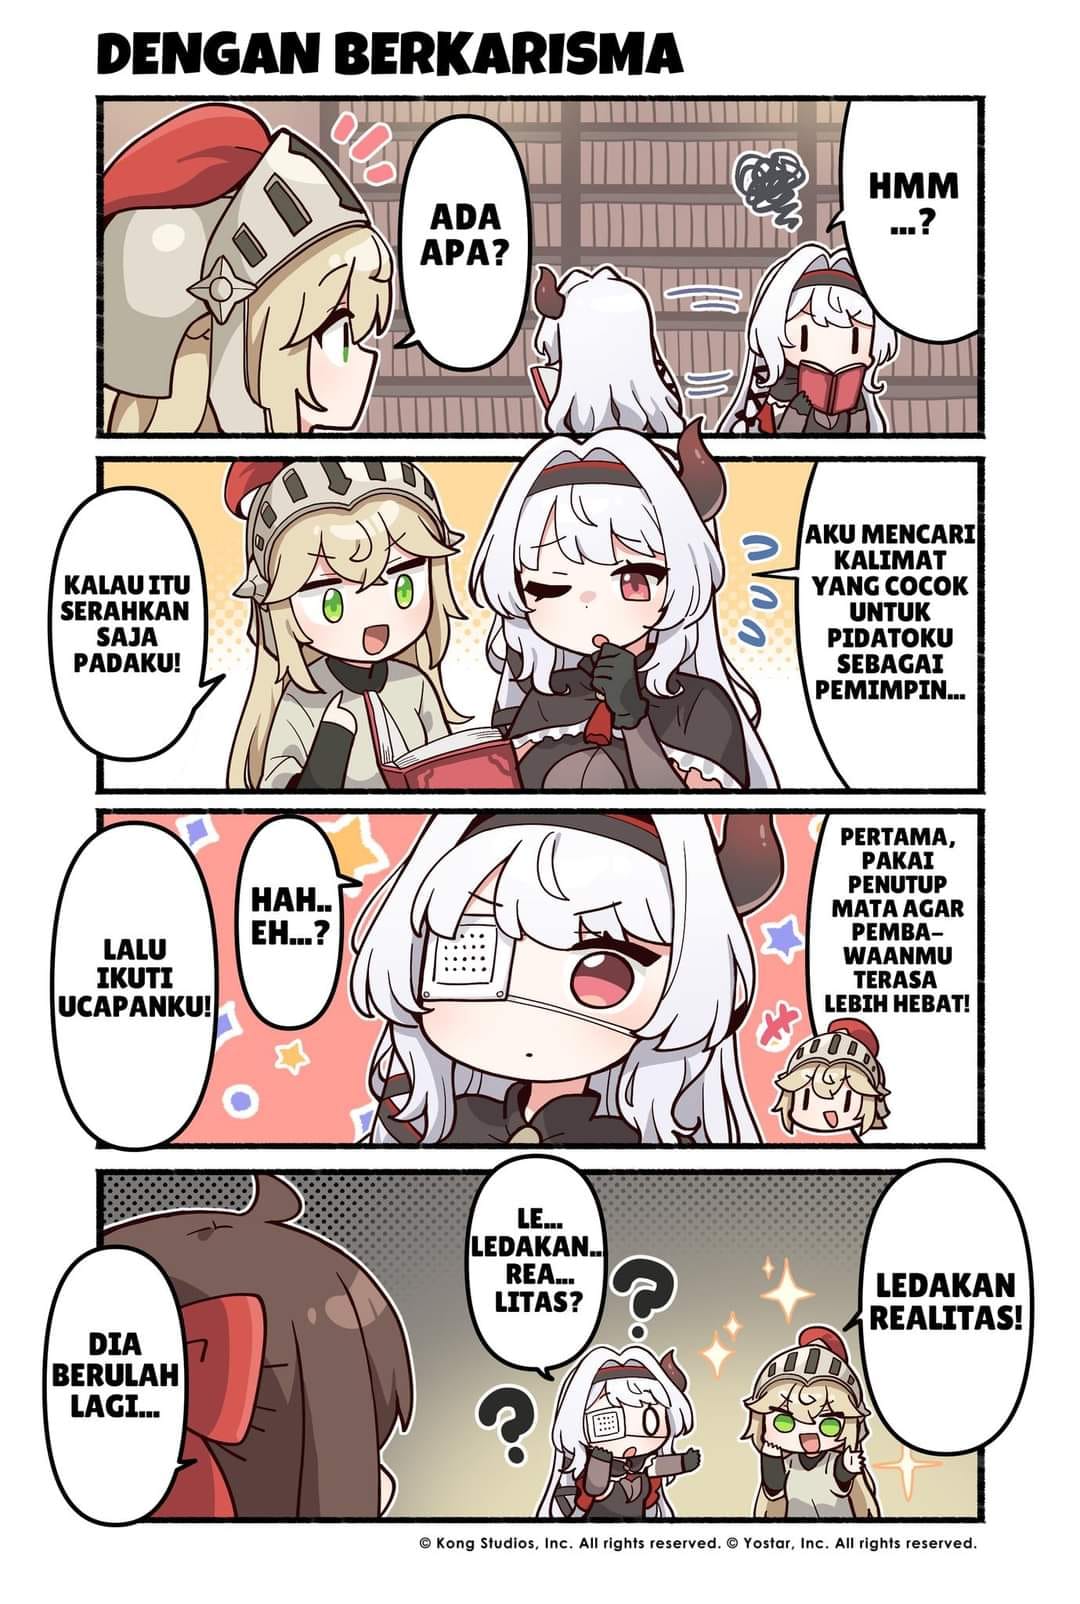 DENGAN BERKARISMA
HMM
...?
ADA
APA?
AKU MENCARI
KALIMAT
YANG COCOK
UNTUK
PIDATOKU
SEBAGAI
PEMIMPIN...
KALAU ITU
SERAHKAN
SAJA
PADAKU!
PERTAMA,
PAKAI
PENUTUP
MATA AGAR
PEMBA-
WAANMU
TERASA
LEBIH HEBAT!
HAH..
EH...?
LALU
IKUTI
UCAPANKU!
LEDAKAN
REALITAS!
LE...
LEDAKAN...
REA...
LITAS?
DIA
BERULAH
LAGI...
© Kong Studios, Inc. All rights reserved. © Yostar, Inc. All rights reserved.